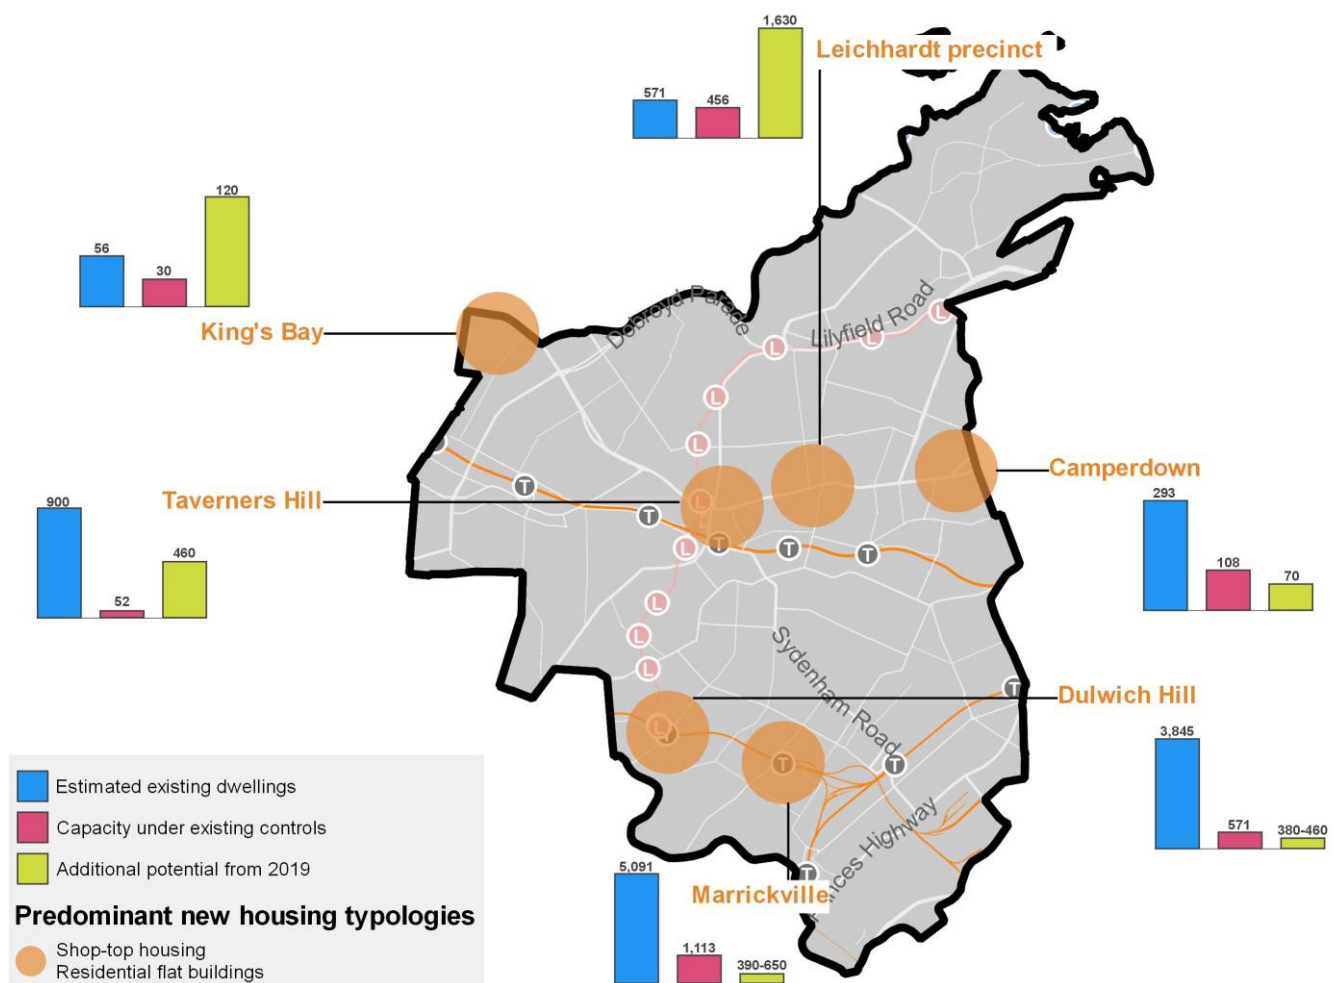 1,630
571
456
Leichhardt precinct
120
56
30
King's Bay
Dobroyd Parade
Lilyfield Road
L
L
L
L
L
900
52
460
Taverners Hill
L
T
T
T
T
T
L
L
L
L
L
Camperdown
293
108
70
Sydenham Road
T
Dulwich Hill
3,845
571
380-460
T
T
T
Marrickville
5,091
1,113
390-650
Highway
Estimated existing dwellings
Capacity under existing controls
Additional potential from 2019
Predominant new housing typologies
Shop-top housing
Residential flat buildings